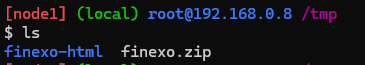 [node1] (local) root@192.168.0.8 /tmp
$ ls
finexo-html  finexo.zip